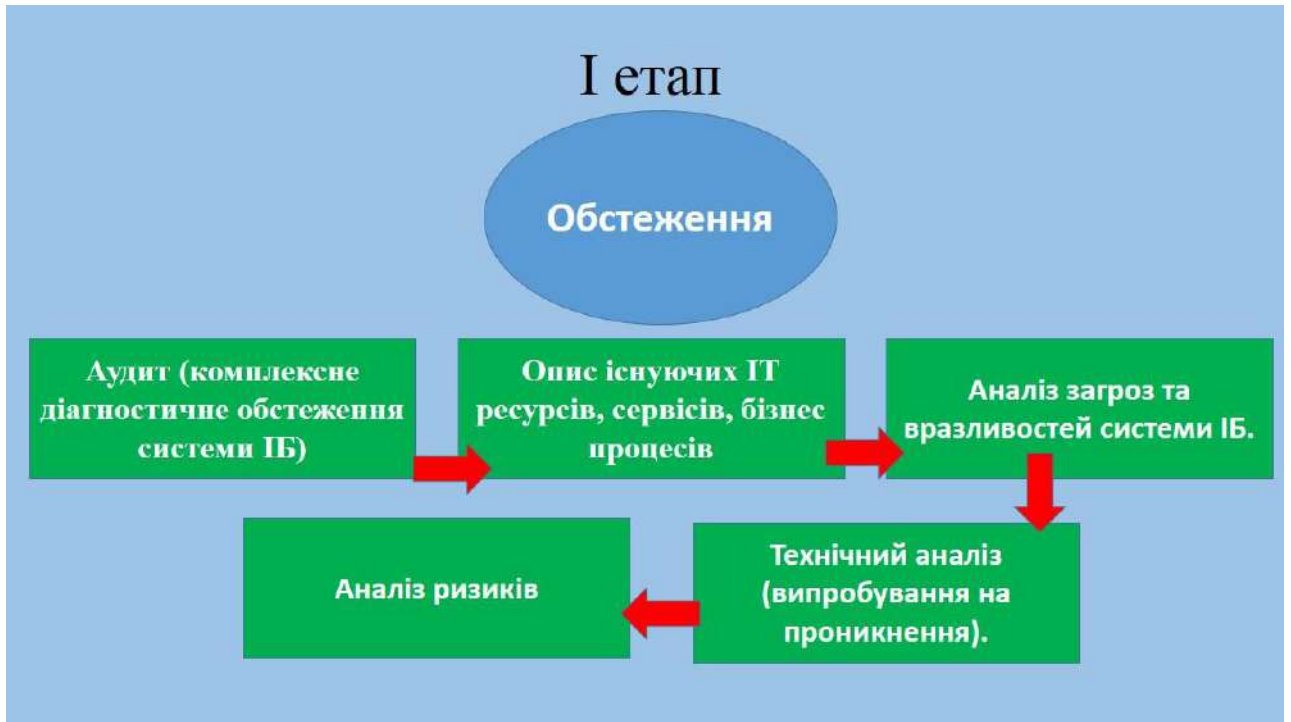 І етап
Обстеження
Аудит (комплексне
діагностичне обстеження
системи ІБ)
Опис існуючих ІТ
ресурсів, сервісів, бізнес
процесів
Аналіз загроз та
вразливостей системи ІБ.
Технічний аналіз
(випробування на
проникнення).
Аналіз ризиків